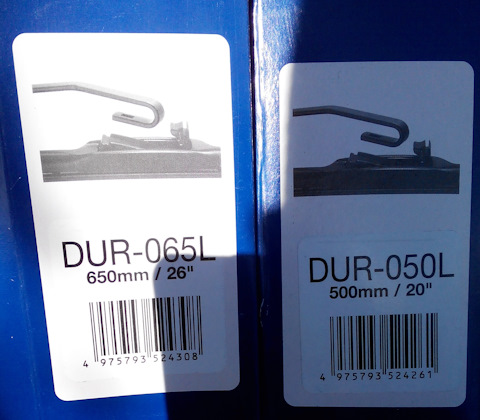 DUR-065L
650mm / 26"
4 975793 524308
DUR-050L
500mm / 20"
4 975793 524261